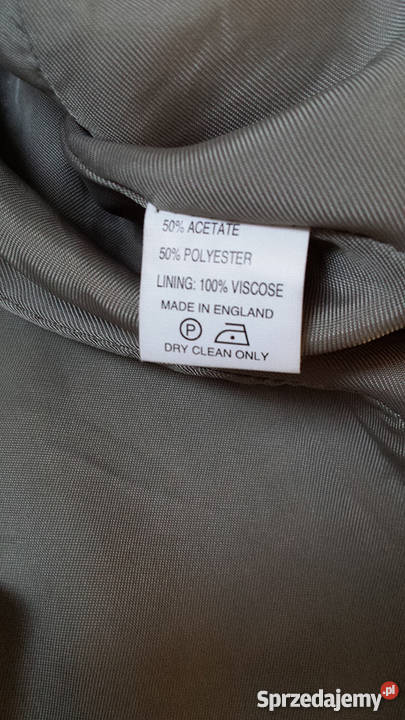 50% ACETATE
50% POLYESTER
LINING: 100% VISCOSE
MADE IN ENGLAND
P
DRY CLEAN ONLY
Sprzedajemy.pl